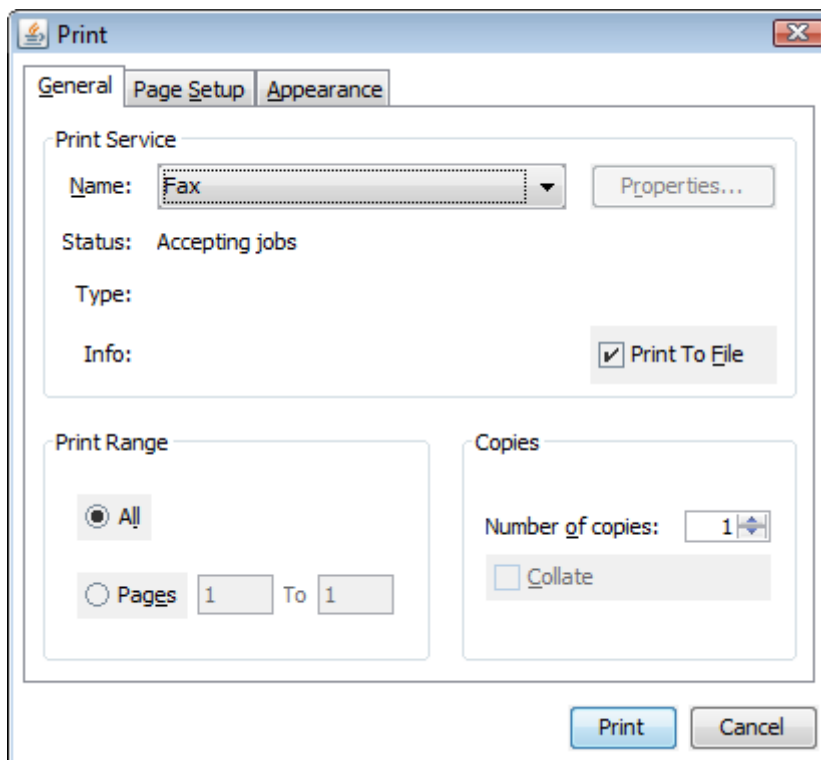 Print
General Page Setup Appearance
Print Service
Name: Fax Properties...
Status: Accepting jobs
Type:
Info: Print To File
Print Range Copies
All Number of copies: 1
Pages 1 To 1 Collate
Print Cancel